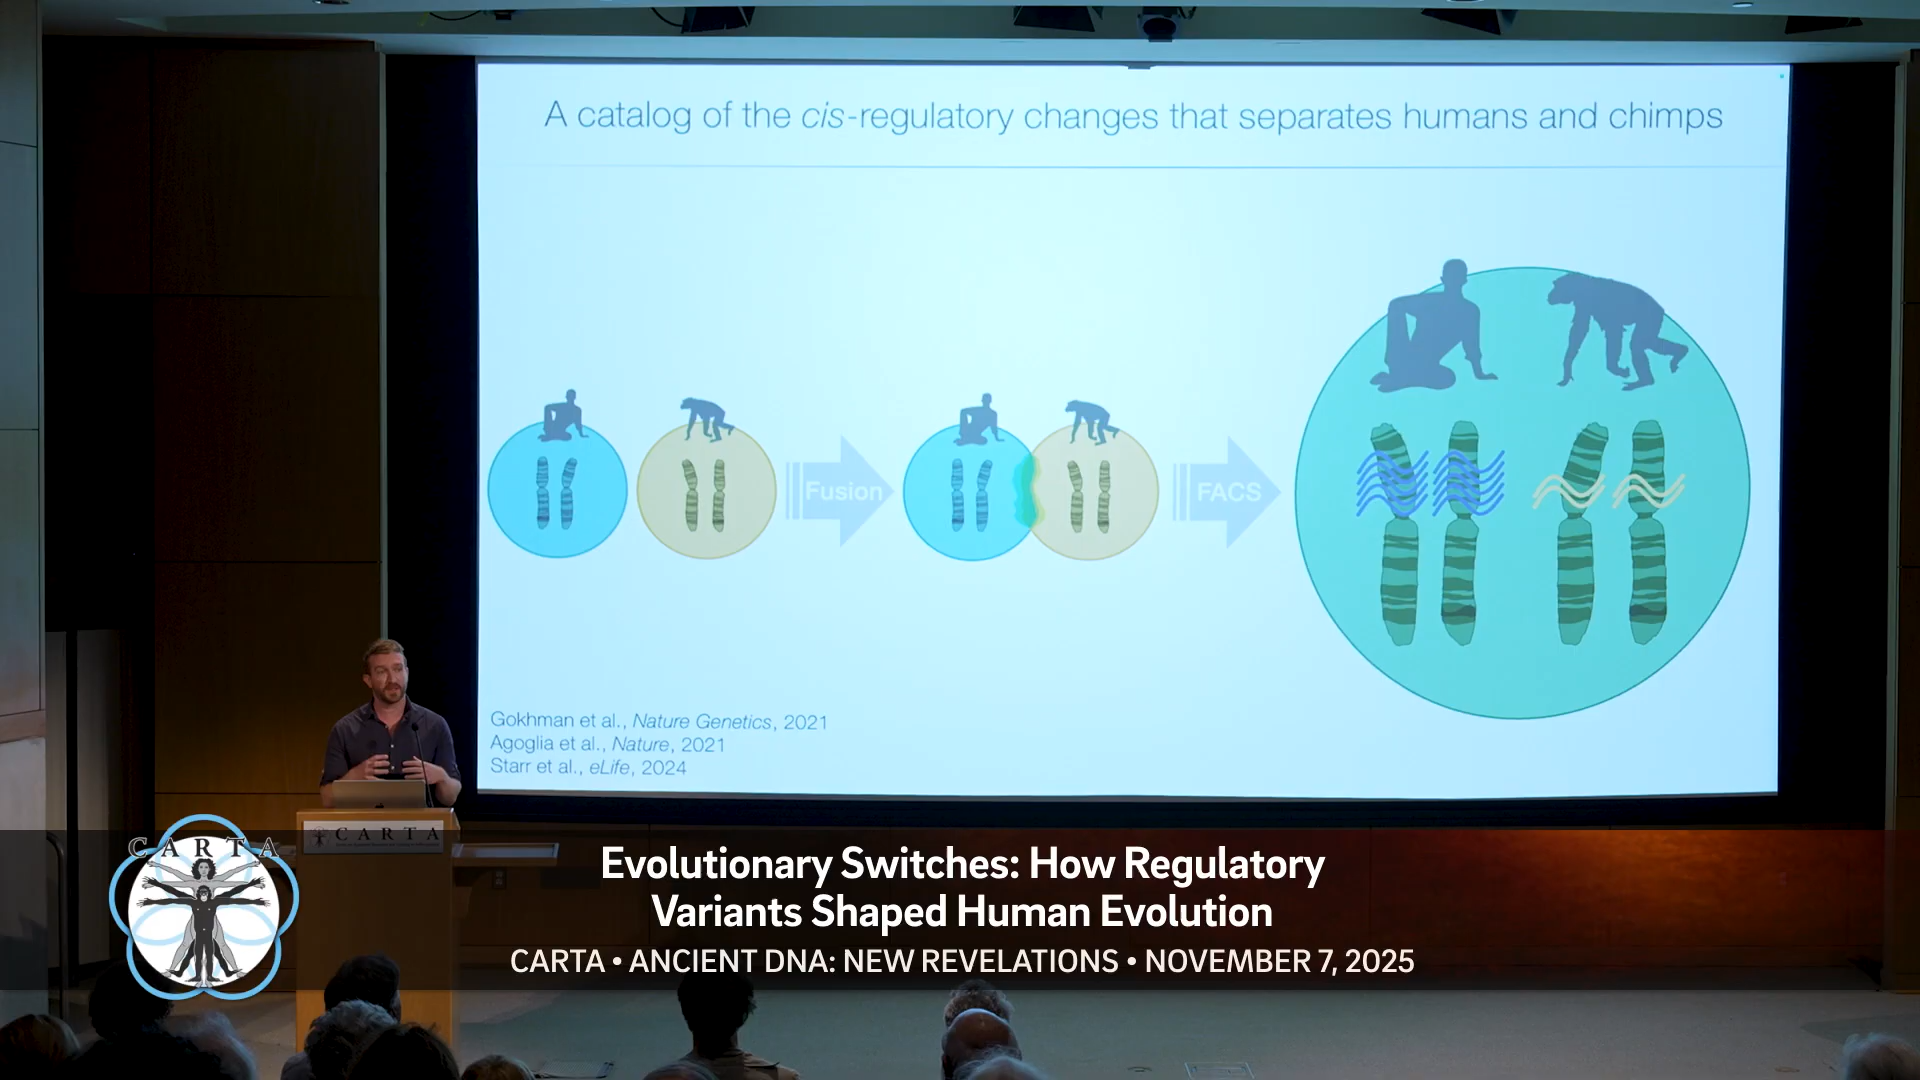 A catalog of the cis-regulatory changes that separates humans and chimps
Fusion
FACS
Gokhman et al., Nature Genetics, 2021
Agoglia et al., Nature, 2021
Starr et al., eLife, 2024
CARTA
CARTA
Evolutionary Switches: How Regulatory
Variants Shaped Human Evolution
CARTA • ANCIENT DNA: NEW REVELATIONS • NOVEMBER 7, 2025